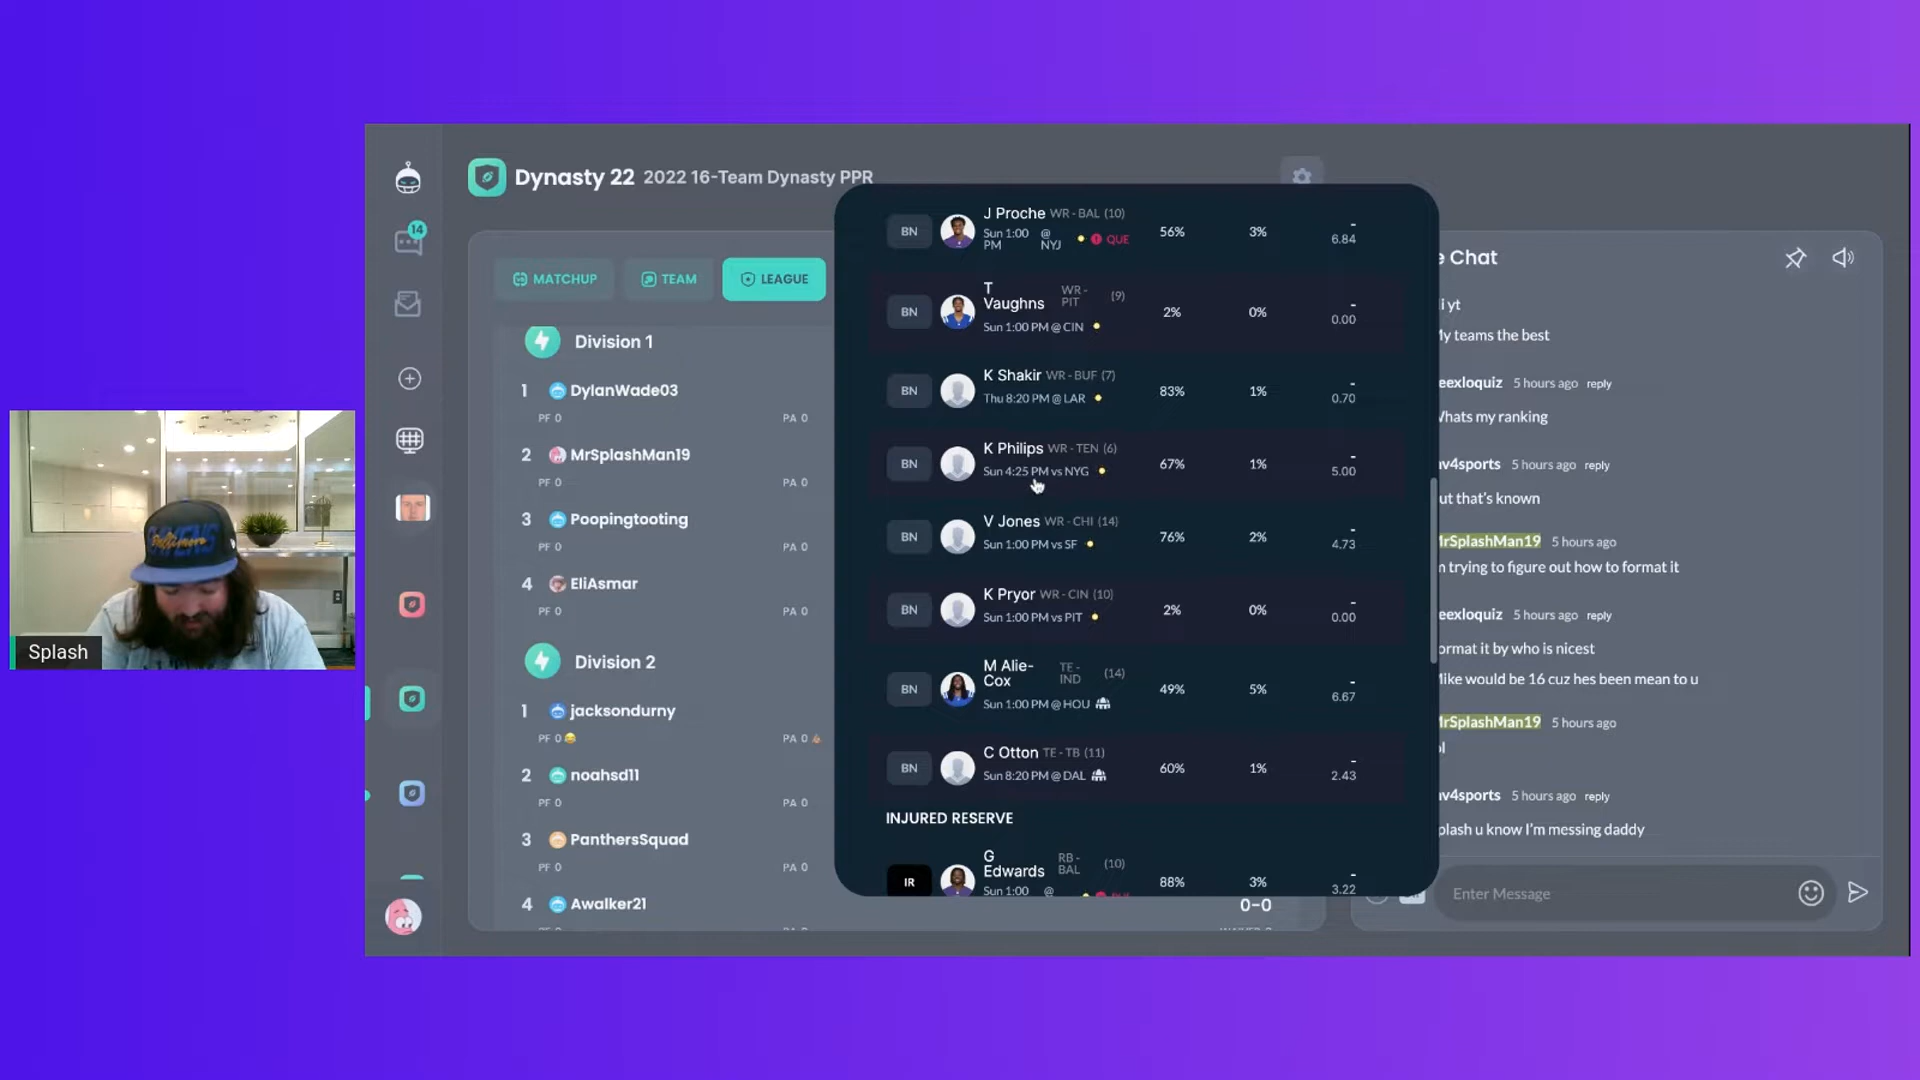 Dynasty 22 2022 16-Team Dynasty PPR
14
MATCHUP
TEAM
LEAGUE
Division 1
1 DylanWade03
PF 0 PA 0
2 MrSplashMan19
PF 0 PA 0
3 Poopingtooting
PF 0 PA 0
4 EliAsmar
PF 0 PA 0
Division 2
1 jacksondurny
PF 0😂 PA 0
2 noahsd11
PF 0 PA 0
3 PanthersSquad
PF 0 PA 0
4 Awalker21
0-0
BN J Proche WR - BAL (10) 56% 3% -
Sun 1:00 PM @ NYJ QUE 6.84
BN T Vaughns WR - PIT (9) 2% 0% -
Sun 1:00 PM @ CIN 0.00
BN K Shakir WR - BUF (7) 83% 1% -
Thu 8:20 PM @ LAR 0.70
BN K Philips WR - TEN (6) 67% 1% -
Sun 4:25 PM vs NYG 5.00
BN V Jones WR - CHI (14) 76% 2% -
Sun 1:00 PM vs SF 4.73
BN K Pryor WR - CIN (10) 2% 0% -
Sun 1:00 PM vs PIT 0.00
BN M Alie-Cox TE - IND (14) 49% 5% -
Sun 1:00 PM @ HOU 6.67
BN C Otton TE - TB (11) 60% 1% -
Sun 8:20 PM @ DAL 2.43
INJURED RESERVE
IR G Edwards RB - BAL (10) 88% 3% -
Sun 1:00 @ 3.22
e Chat
i yt
y teams the best
eexloquiz 5 hours ago reply
hats my ranking
v4sports 5 hours ago reply
ut that's known
rSplashMan19 5 hours ago
trying to figure out how to format it
eexloquiz 5 hours ago reply
ormat it by who is nicest
ike would be 16 cuz hes been mean to u
rSplashMan19 5 hours ago
ol
v4sports 5 hours ago reply
plash u know I'm messing daddy
Enter Message
Splash